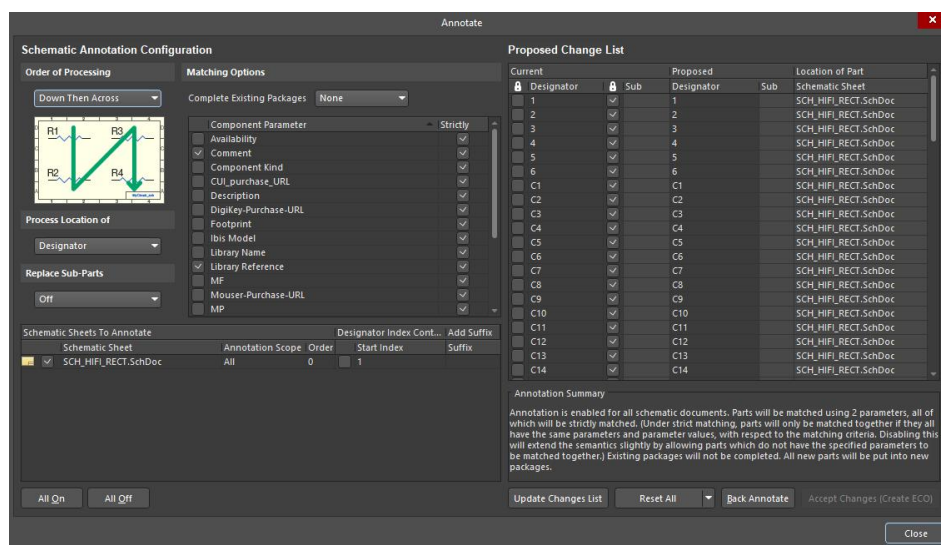 Annotate
Schematic Annotation Configuration
Order of Processing
Down Then Across
R1 R3
R2 R4
Process Location of
Designator
Replace Sub-Parts
Off
Matching Options
Complete Existing Packages None
Component Parameter Strictly
Availability
Comment
Component Kind
CUI_purchase_URL
Description
DigiKey-Purchase-URL
Footprint
Ibis Model
Library Name
Library Reference
MF
Mouser-Purchase-URL
MP
Schematic Sheets To Annotate Designator Index Cont... Add Suffix
Schematic Sheet Annotation Scope Order Start Index Suffix
SCH_HIFI_RECT.SchDoc All 0 1
All On All Off
Proposed Change List
Current Proposed Location of Part
Designator Sub Designator Sub Schematic Sheet
1 1 SCH_HIFI_RECT.SchDoc
2 2 SCH_HIFI_RECT.SchDoc
3 3 SCH_HIFI_RECT.SchDoc
4 4 SCH_HIFI_RECT.SchDoc
5 5 SCH_HIFI_RECT.SchDoc
6 6 SCH_HIFI_RECT.SchDoc
C1 C1 SCH_HIFI_RECT.SchDoc
C2 C2 SCH_HIFI_RECT.SchDoc
C3 C3 SCH_HIFI_RECT.SchDoc
C4 C4 SCH_HIFI_RECT.SchDoc
C5 C5 SCH_HIFI_RECT.SchDoc
C6 C6 SCH_HIFI_RECT.SchDoc
C7 C7 SCH_HIFI_RECT.SchDoc
C8 C8 SCH_HIFI_RECT.SchDoc
C9 C9 SCH_HIFI_RECT.SchDoc
C10 C10 SCH_HIFI_RECT.SchDoc
C11 C11 SCH_HIFI_RECT.SchDoc
C12 C12 SCH_HIFI_RECT.SchDoc
C13 C13 SCH_HIFI_RECT.SchDoc
C14 C14 SCH_HIFI_RECT.SchDoc
Annotation Summary
Annotation is enabled for all schematic documents. Parts will be matched using 2 parameters, all of
which will be strictly matched. (Under strict matching, parts will only be matched together if they all
have the same parameters and parameter values, with respect to the matching criteria. Disabling this
will extend the semantics slightly by allowing parts which do not have the specified parameters to
be matched together.) Existing packages will not be completed. All new parts will be put into new
packages.
Update Changes List Reset All Back Annotate Accept Changes (Create ECO)
Close